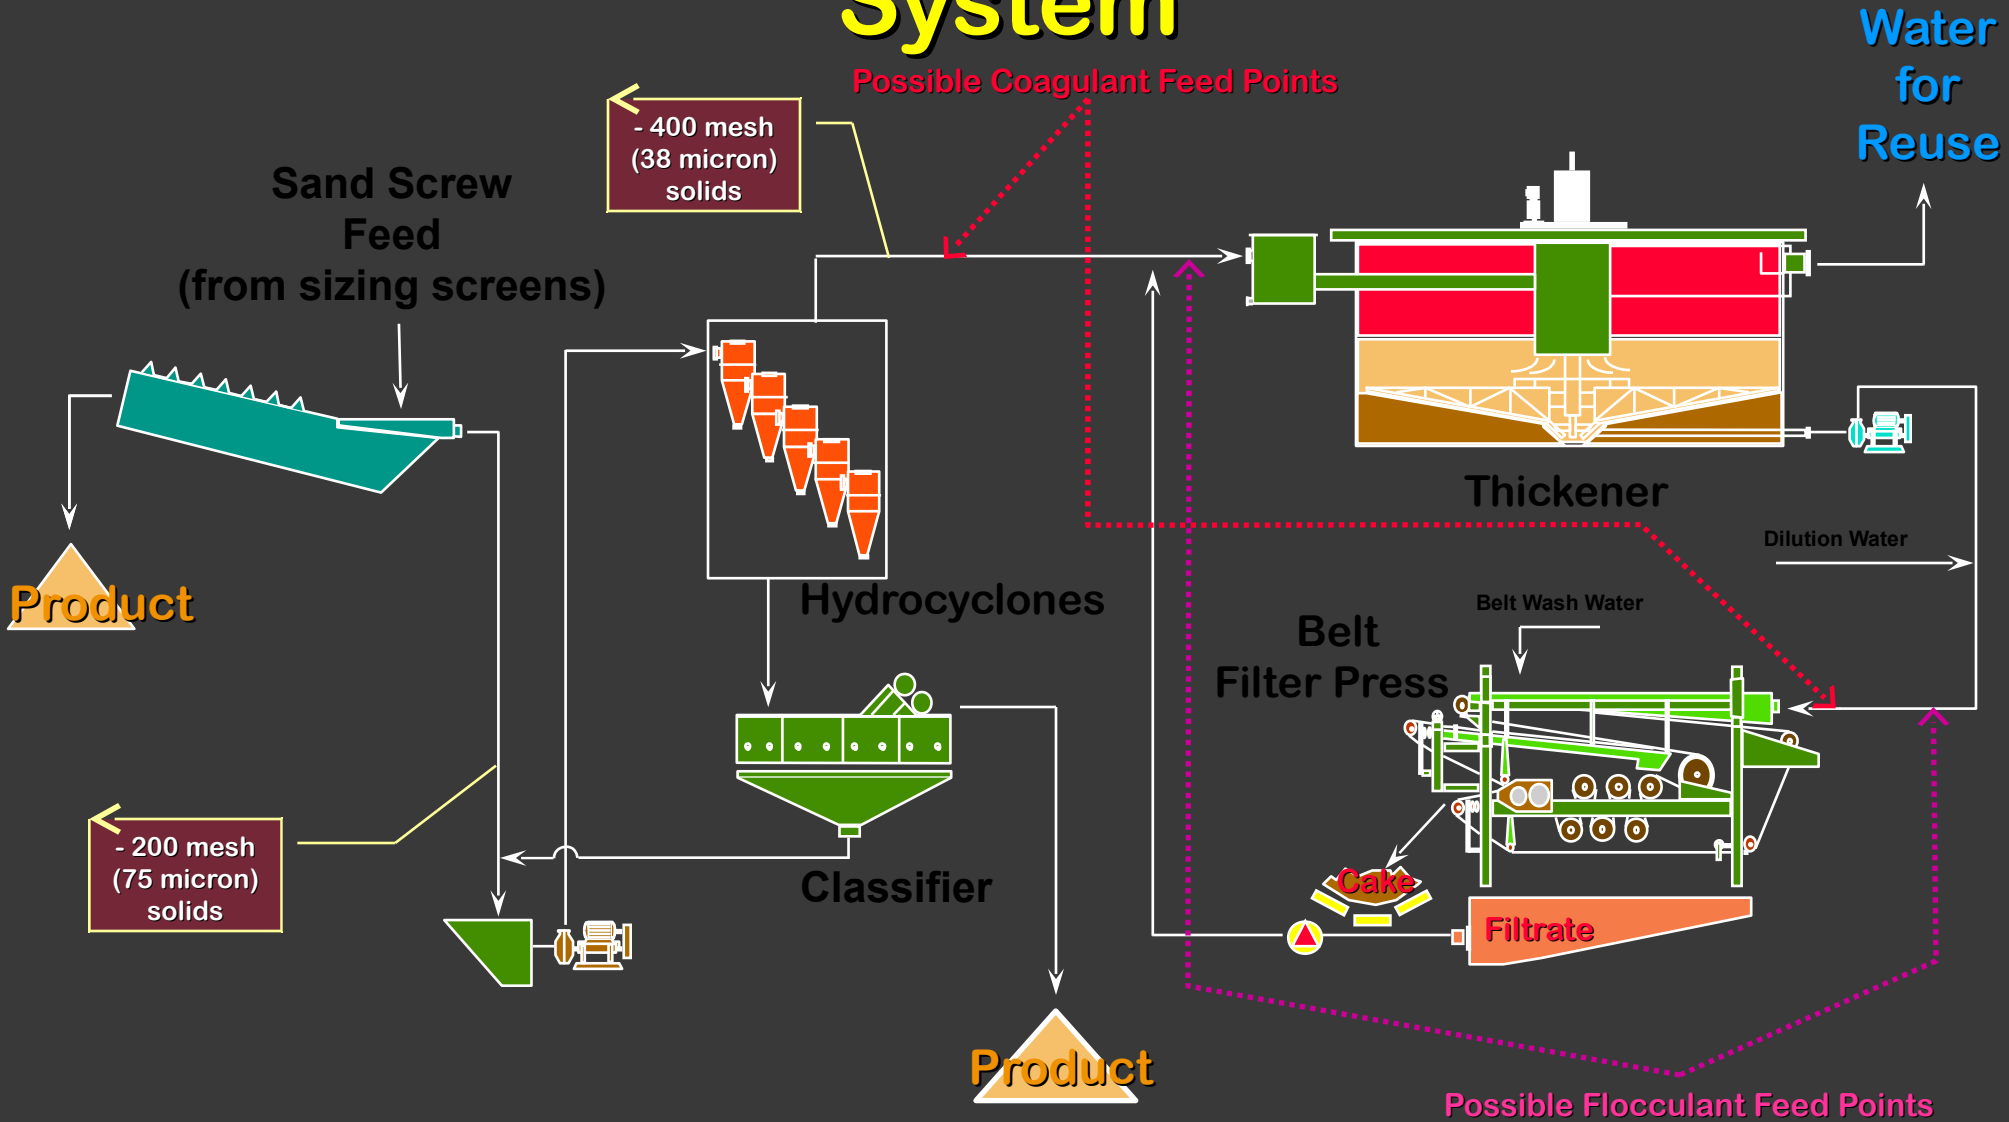 System
Water
for
Reuse
Possible Coagulant Feed Points
- 400 mesh
(38 micron)
solids
Sand Screw
Feed
(from sizing screens)
Thickener
Dilution Water
Product
Hydrocyclones
Belt Wash Water
Belt
Filter Press
- 200 mesh
(75 micron)
solids
Classifier
Cake
Filtrate
Product
Possible Flocculant Feed Points